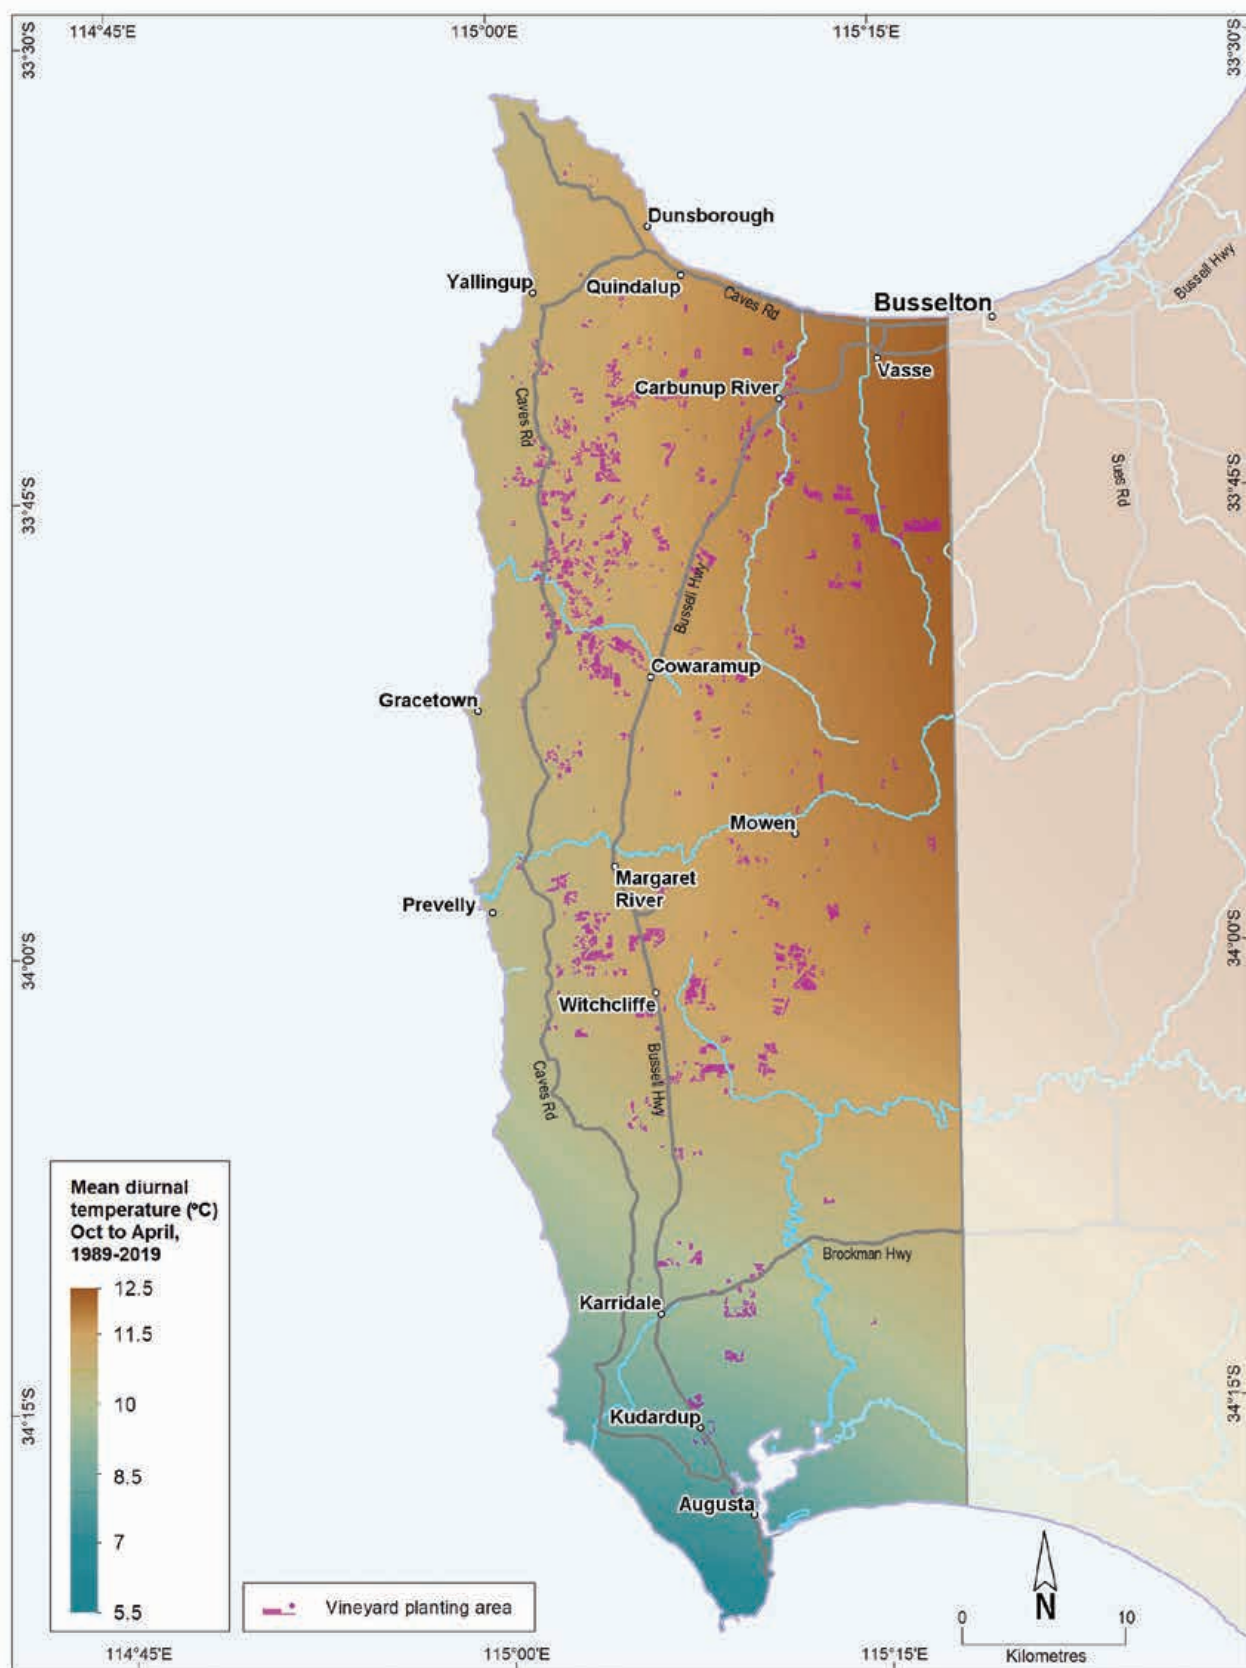 114°45'E
115°00'E
115°15'E
33°30'S
33°30'S
Dunsborough
Yallingup
Quindalup
Caves Rd
Busselton
Bussell Hwy
Vasse
Carbunup River
Caves Rd
Sues Rd
33°45'S
33°45'S
Bussell Hwy
Cowaramup
Gracetown
Mowen
Margaret
River
Prevelly
34°00'S
34°00'S
Witchcliffe
Caves Rd
Bussell Hwy
Brockman Hwy
Karridale
34°15'S
34°15'S
Kudardup
Augusta
Mean diurnal
temperature (°C)
Oct to April,
1989-2019
12.5
11.5
10
8.5
7
5.5
Vineyard planting area
N
0
10
Kilometres
114°45'E
115°00'E
115°15'E